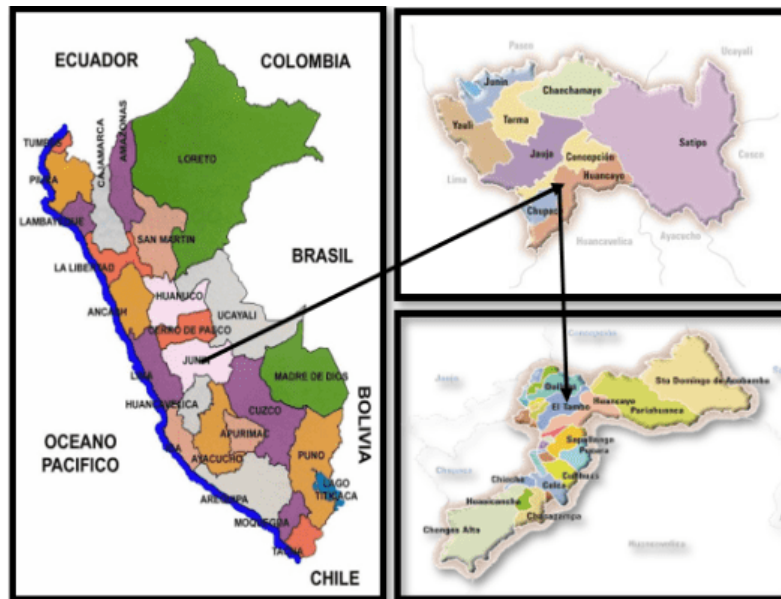 ECUADOR
COLOMBIA
TUMBES
PIURA
CAJAMARCA
AMAZONAS
LORETO
LAMBAYEQUE
SAN MARTIN
LA LIBERTAD
BRASIL
ANCASH
HUANUCO
UCAYALI
CERRO DE PASCO
JUNIN
LIMA
MADRE DE DIOS
HUANCAVELICA
CUZCO
BOLIVIA
OCEANO
PACIFICO
APURIMAC
AYACUCHO
PUNO
LAGO
TITICACA
AREQUIPA
MOQUEGUA
TACNA
CHILE
Pasco
Ucayali
Junín
Chanchamayo
Yauli
Tarma
Jauja
Concepción
Satipo
Cusco
Lima
Huancayo
Chupaca
Ayacucho
Huancavelica
Concepción
Jauja
Sto Domingo de Acobamba
El Tambo
Huancayo
Pariahuanca
Sapallanga
Pucara
Chupaca
Cullhuas
Colca
Huasicancha
Chongos Alto
Huancavelica